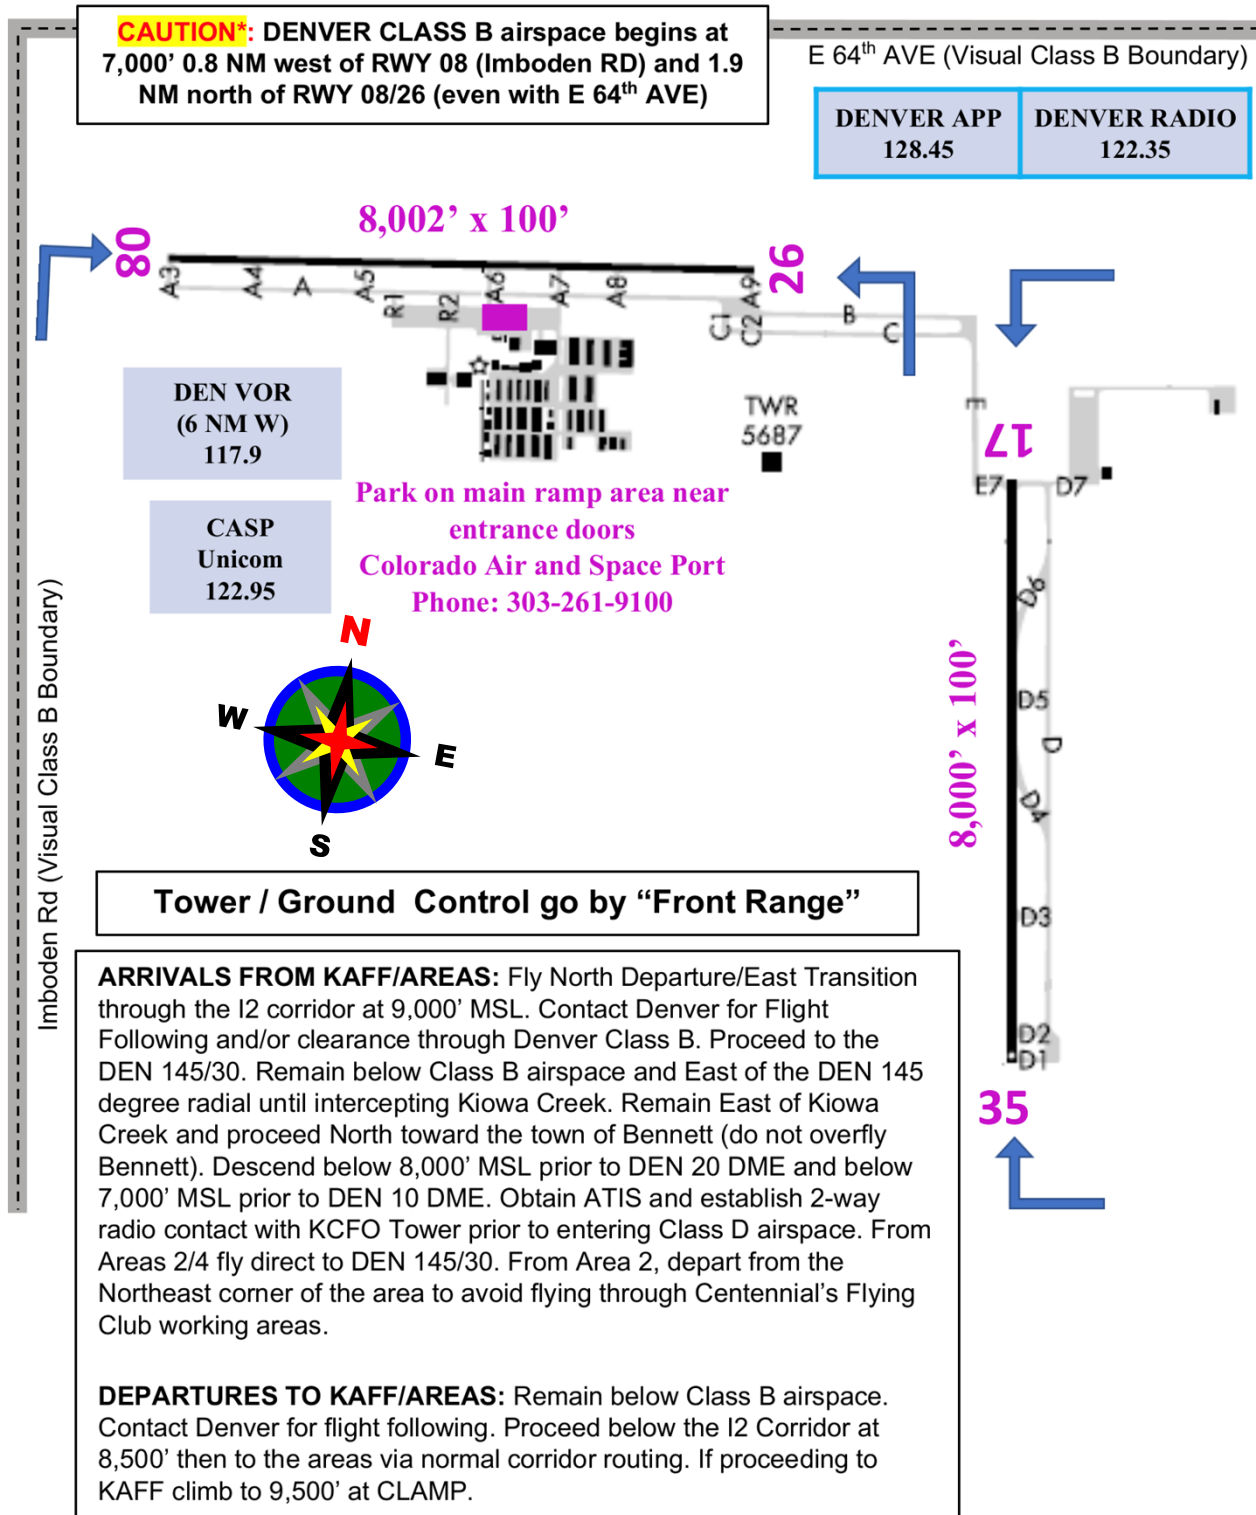 CAUTION*: DENVER CLASS B airspace begins at
7,000’ 0.8 NM west of RWY 08 (Imboden RD) and 1.9
NM north of RWY 08/26 (even with E 64th AVE)
E 64th AVE (Visual Class B Boundary)
DENVER APP
128.45
DENVER RADIO
122.35
8,002’ x 100’
08
26
A3
A4
A
A5
R1
R2
A6
A7
A8
A9
C1
C2
B
C
E
TWR
5687
17
E7
D7
DEN VOR
(6 NM W)
117.9
CASP
Unicom
122.95
Park on main ramp area near
entrance doors
Colorado Air and Space Port
Phone: 303-261-9100
N
W
E
S
D6
D5
D
D4
D3
D2
D1
8,000’ x 100’
35
Imboden Rd (Visual Class B Boundary)
Tower / Ground  Control go by “Front Range”
ARRIVALS FROM KAFF/AREAS: Fly North Departure/East Transition
through the I2 corridor at 9,000’ MSL. Contact Denver for Flight
Following and/or clearance through Denver Class B. Proceed to the
DEN 145/30. Remain below Class B airspace and East of the DEN 145
degree radial until intercepting Kiowa Creek. Remain East of Kiowa
Creek and proceed North toward the town of Bennett (do not overfly
Bennett). Descend below 8,000’ MSL prior to DEN 20 DME and below
7,000’ MSL prior to DEN 10 DME. Obtain ATIS and establish 2-way
radio contact with KCFO Tower prior to entering Class D airspace. From
Areas 2/4 fly direct to DEN 145/30. From Area 2, depart from the
Northeast corner of the area to avoid flying through Centennial’s Flying
Club working areas.
DEPARTURES TO KAFF/AREAS: Remain below Class B airspace.
Contact Denver for flight following. Proceed below the I2 Corridor at
8,500’ then to the areas via normal corridor routing. If proceeding to
KAFF climb to 9,500’ at CLAMP.